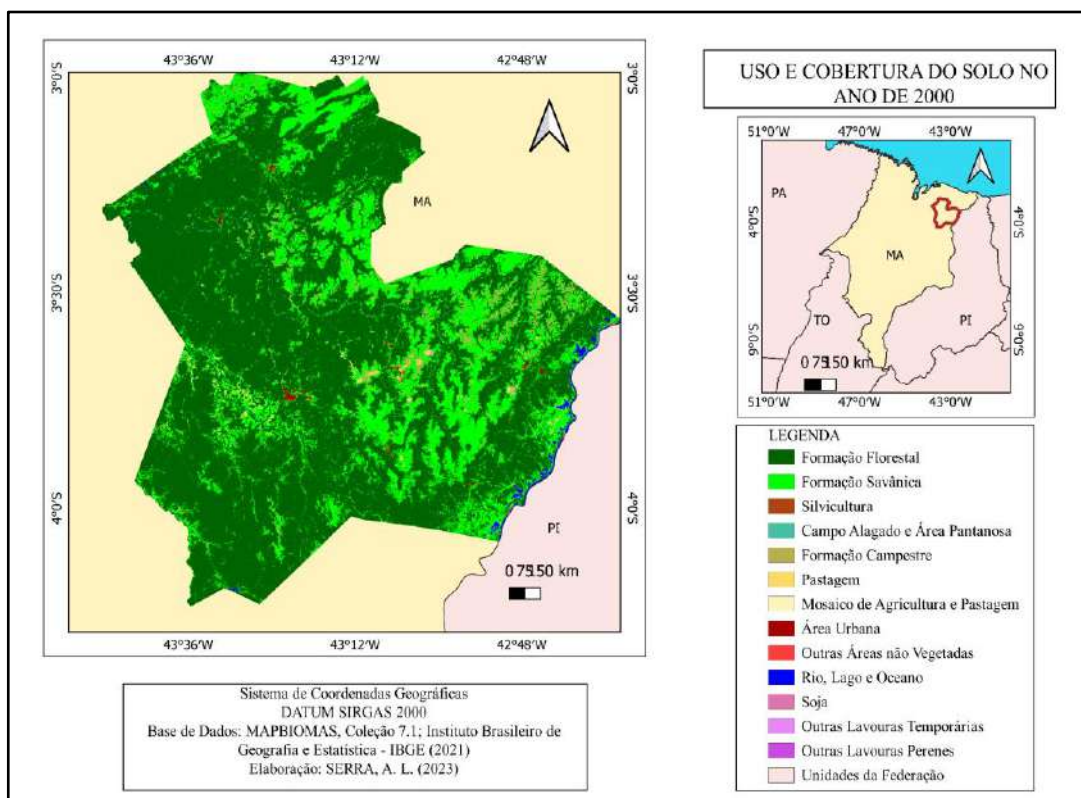 USO E COBERTURA DO SOLO NO
ANO DE 2000
43°36'W 43°12'W 42°48'W
3°0'S 3°0'S
MA
3°30'S 3°30'S
4°0'S 4°0'S
PI
0 75150 km
43°36'W 43°12'W 42°48'W
51°0'W 47°0'W 43°0'W
PA
4°0'S 4°0'S
MA
TO
PI
9°0'S 9°0'S
0 75150 km
51°0'W 47°0'W 43°0'W
LEGENDA
Formação Florestal
Formação Savânica
Silvicultura
Campo Alagado e Área Pantanosa
Formação Campestre
Pastagem
Mosaico de Agricultura e Pastagem
Área Urbana
Outras Áreas não Vegetadas
Rio, Lago e Oceano
Soja
Outras Lavouras Temporárias
Outras Lavouras Perenes
Unidades da Federação
Sistema de Coordenadas Geográficas
DATUM SIRGAS 2000
Base de Dados: MAPBIOMAS, Coleção 7.1; Instituto Brasileiro de
Geografia e Estatística - IBGE (2021)
Elaboração: SERRA, A. L. (2023)